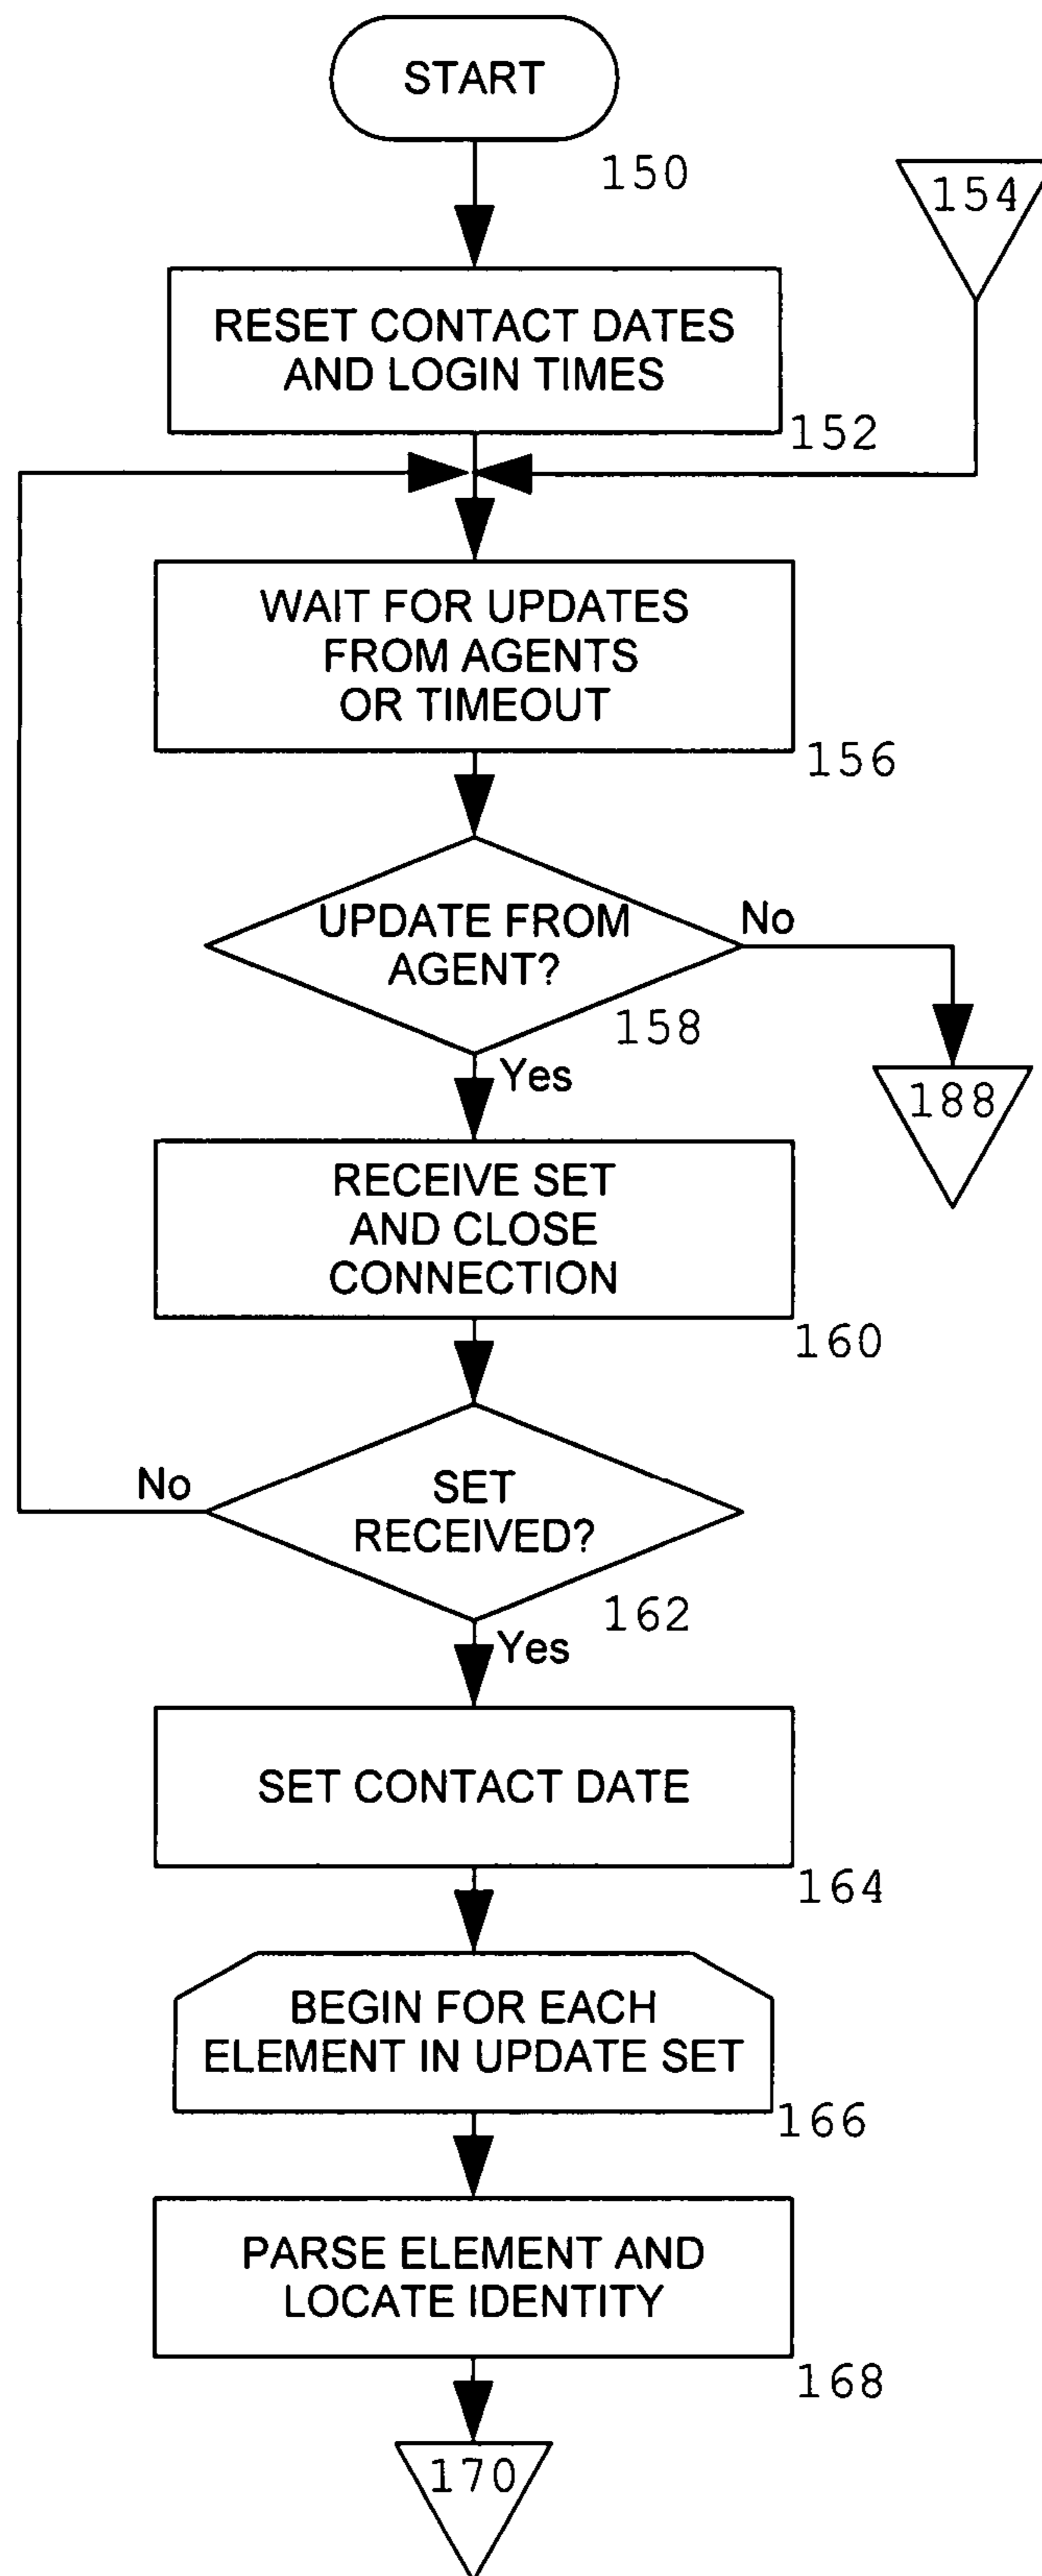 START
150
154
RESET CONTACT DATES
AND LOGIN TIMES
152
WAIT FOR UPDATES
FROM AGENTS
OR TIMEOUT
156
UPDATE FROM
AGENT?
No
158
Yes
188
RECEIVE SET
AND CLOSE
CONNECTION
160
No
SET
RECEIVED?
162
Yes
SET CONTACT DATE
164
BEGIN FOR EACH
ELEMENT IN UPDATE SET
166
PARSE ELEMENT AND
LOCATE IDENTITY
168
170